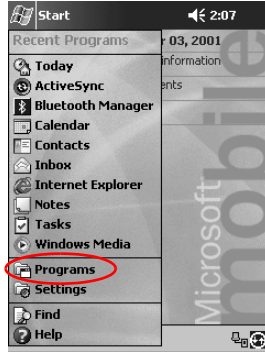 Start 2:07
Recent Programs r 03, 2001
Today
information
ActiveSync
ents
Bluetooth Manager
Calendar
Contacts
Inbox
Internet Explorer
Notes
Tasks
Windows Media
Programs
Settings
Find
Help
Microsoft
mobile